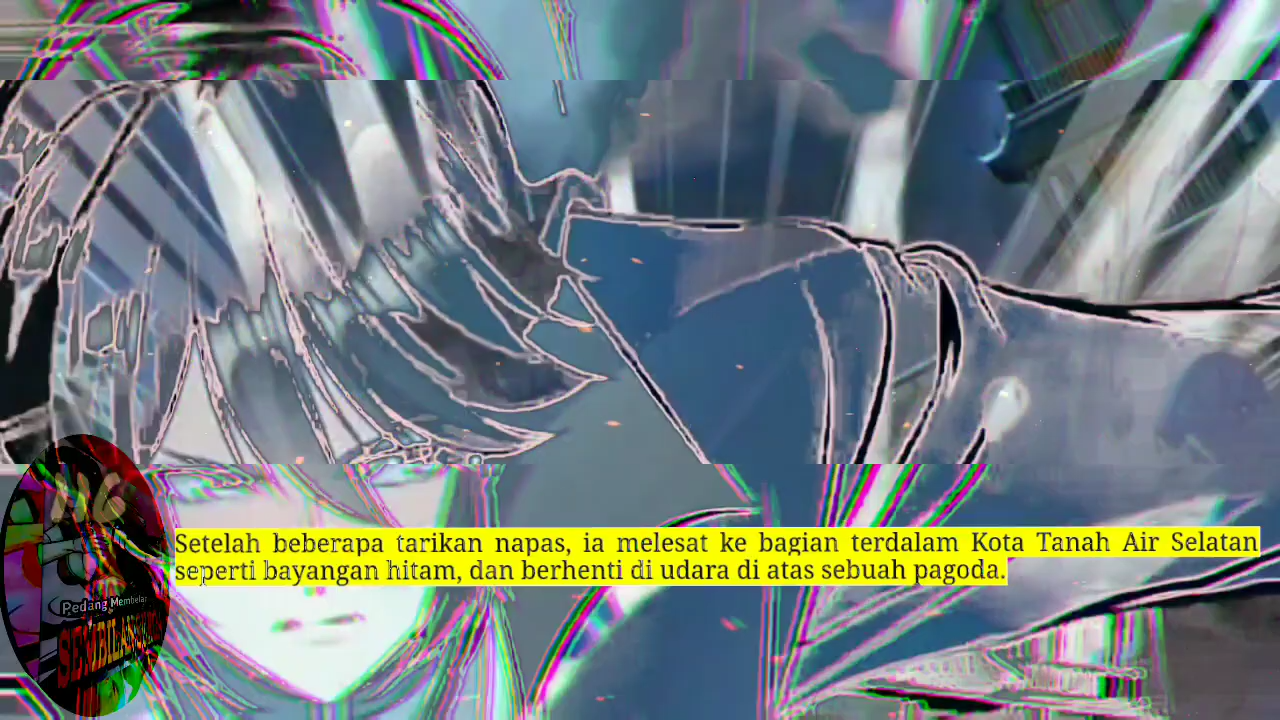 Setelah beberapa tarikan napas, ia melesat ke bagian terdalam Kota Tanah Air Selatan
seperti bayangan hitam, dan berhenti di udara di atas sebuah pagoda.
Pedang Membelar